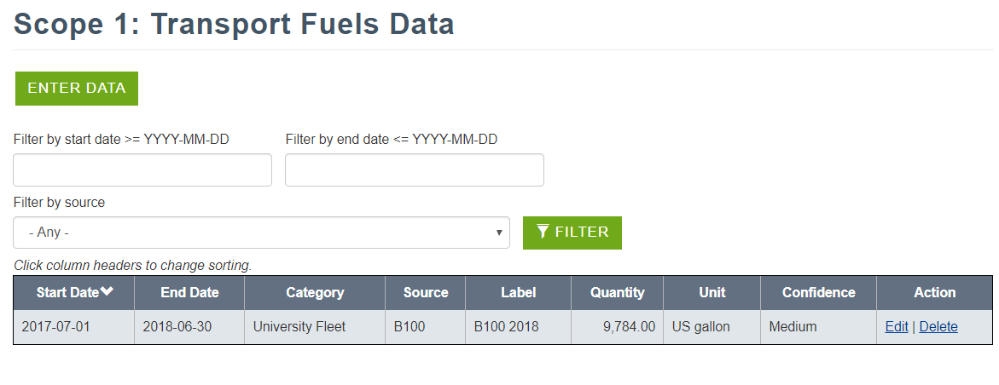 Scope 1: Transport Fuels Data
ENTER DATA
Filter by start date >= YYYY-MM-DD Filter by end date <= YYYY-MM-DD
Filter by source
- Any -
FILTER
Click column headers to change sorting.
Start Date End Date Category Source Label Quantity Unit Confidence Action
2017-07-01 2018-06-30 University Fleet B100 B100 2018 9,784.00 US gallon Medium Edit | Delete